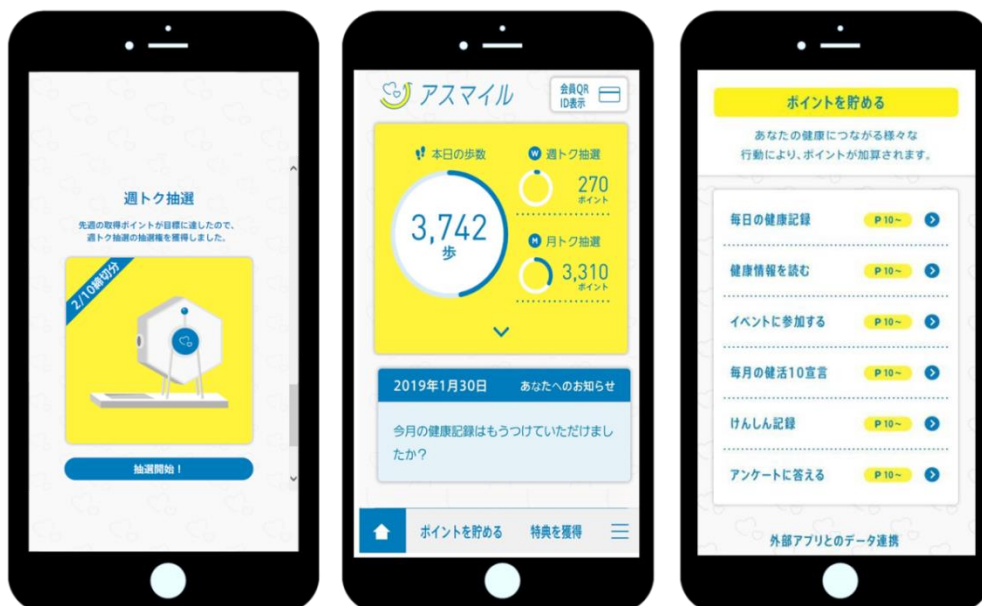 週トク抽選
先週の取得ポイントが目標に達したので、
週トク抽選の抽選権を獲得しました。
2/10締切分
抽選開始！
アスマイル
会員QR
ID表示
本日の歩数
3,742
歩
W 週トク抽選
270
ポイント
M 月トク抽選
3,310
ポイント
2019年1月30日 あなたへのお知らせ
今月の健康記録はもうつけていただけまし
たか？
ポイントを貯める 特典を獲得
ポイントを貯める
あなたの健康につながる様々な
行動により、ポイントが加算されます。
毎日の健康記録 P 10～
健康情報を読む P 10～
イベントに参加する P 10～
毎月の健活10宣言 P 10～
けんしん記録 P 10～
アンケートに答える P 10～
外部アプリとのデータ連携